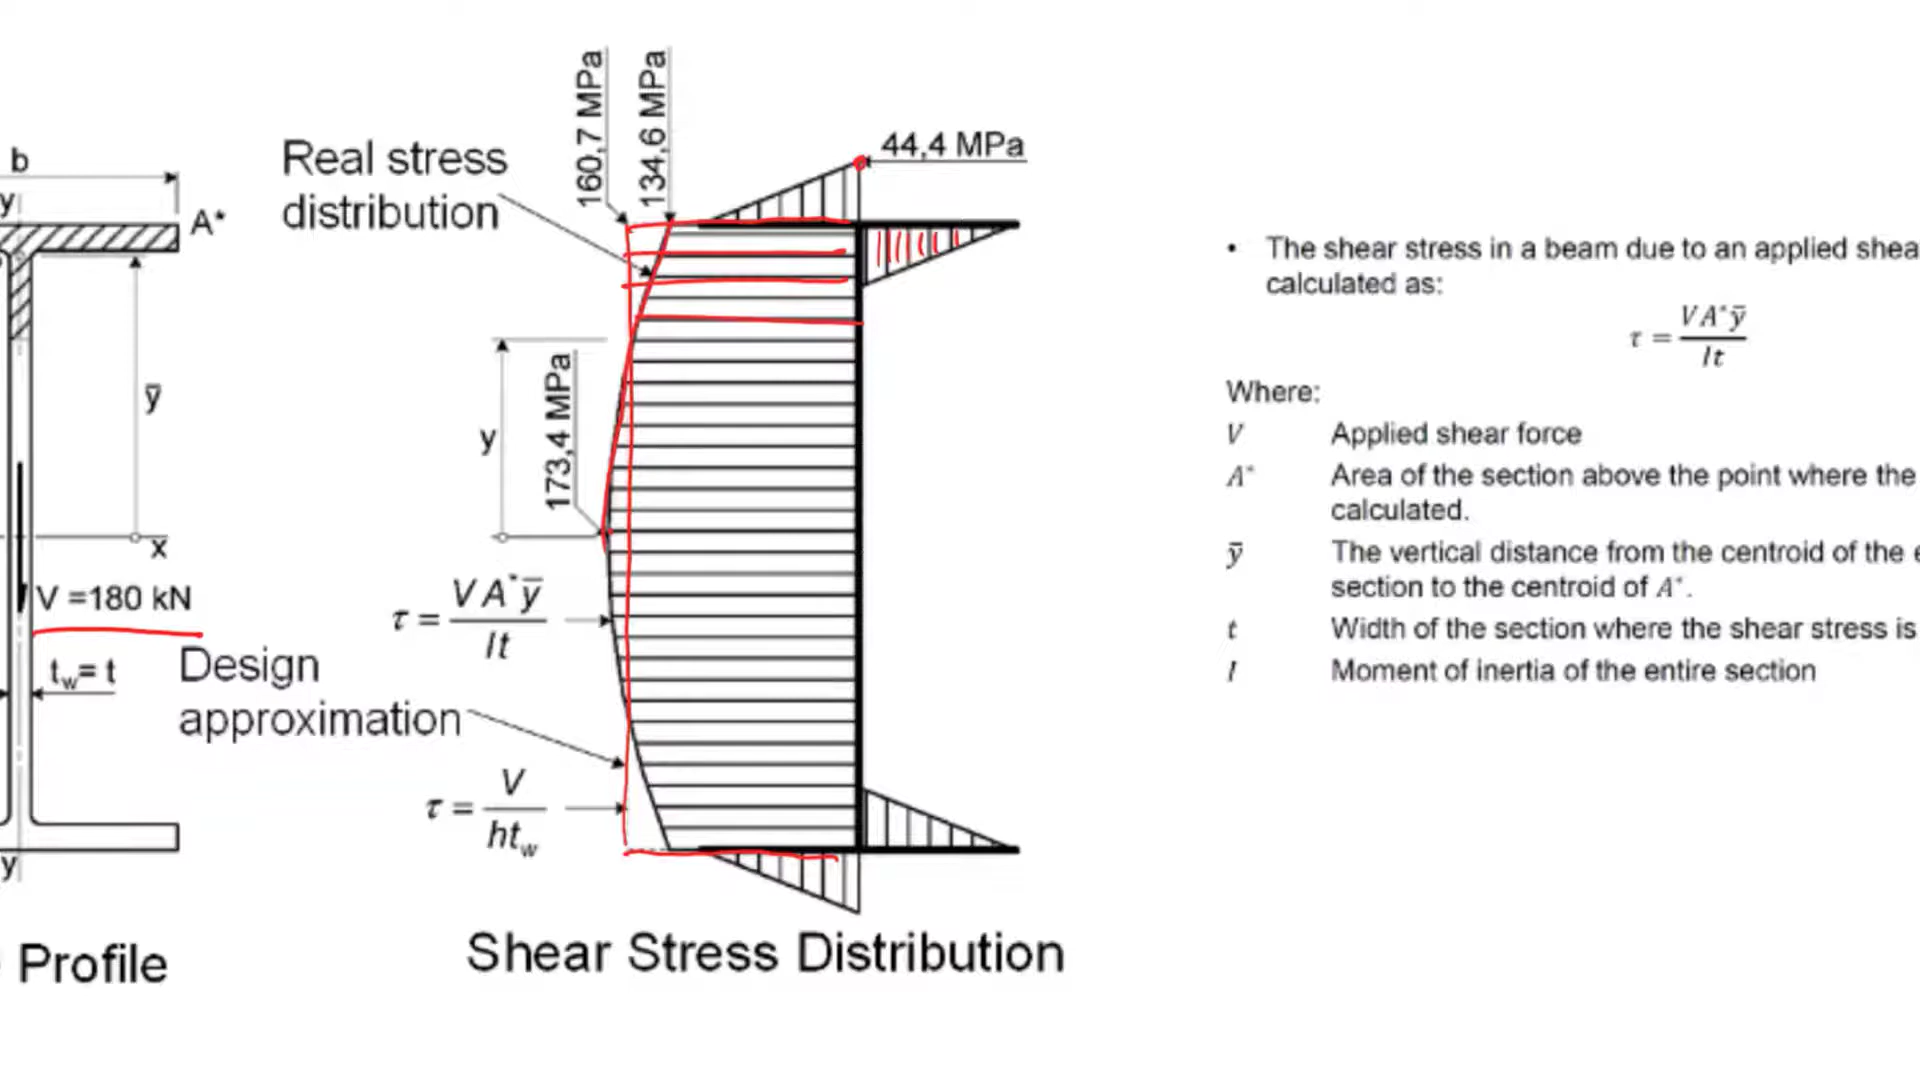 b
y
A*
ȳ
x
V =180 kN
t_w= t
y
Profile
Real stress
distribution
160,7 MPa
134,6 MPa
44,4 MPa
y
173,4 MPa
τ = VA*ȳ / It
Design
approximation
τ = V / ht_w
Shear Stress Distribution
• The shear stress in a beam due to an applied shea
calculated as:
τ = VA*ȳ / It
Where:
V Applied shear force
A* Area of the section above the point where the
calculated.
ȳ The vertical distance from the centroid of the e
section to the centroid of A*.
t Width of the section where the shear stress is
I Moment of inertia of the entire section